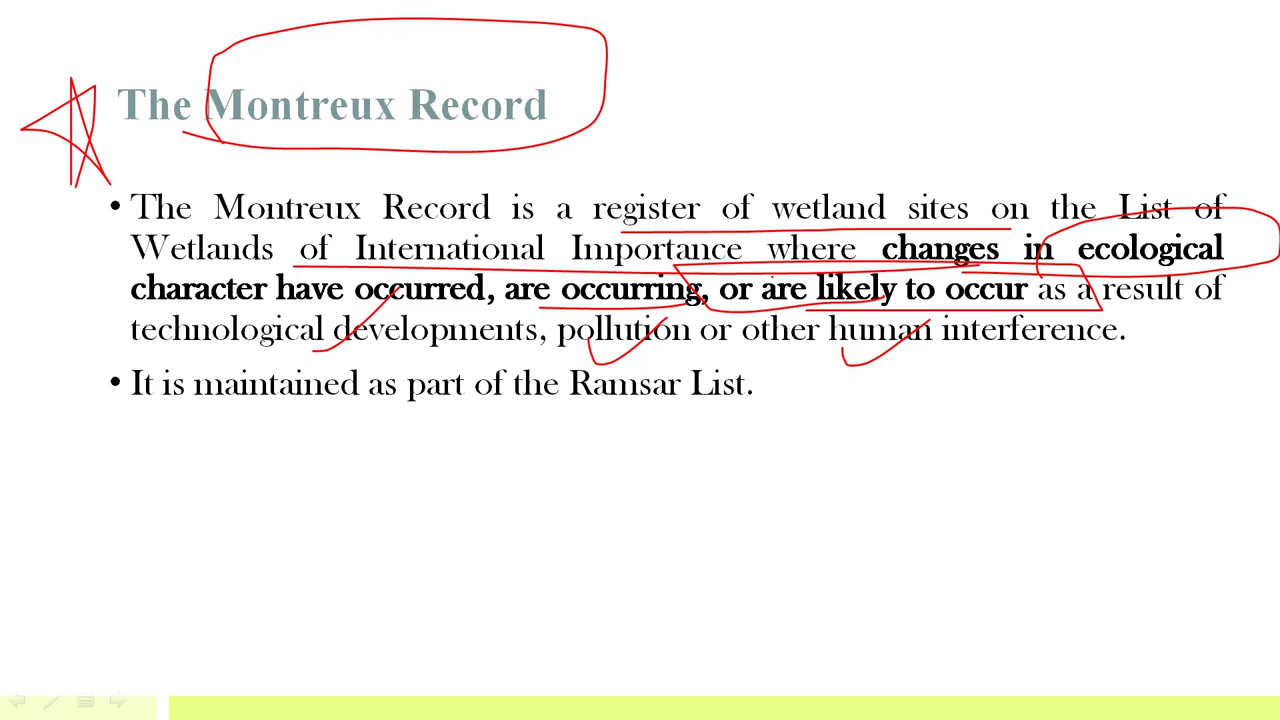 The Montreux Record
• The Montreux Record is a register of wetland sites on the List of
Wetlands of International Importance where changes in ecological
character have occurred, are occurring, or are likely to occur as a result of
technological developments, pollution or other human interference.
• It is maintained as part of the Ramsar List.